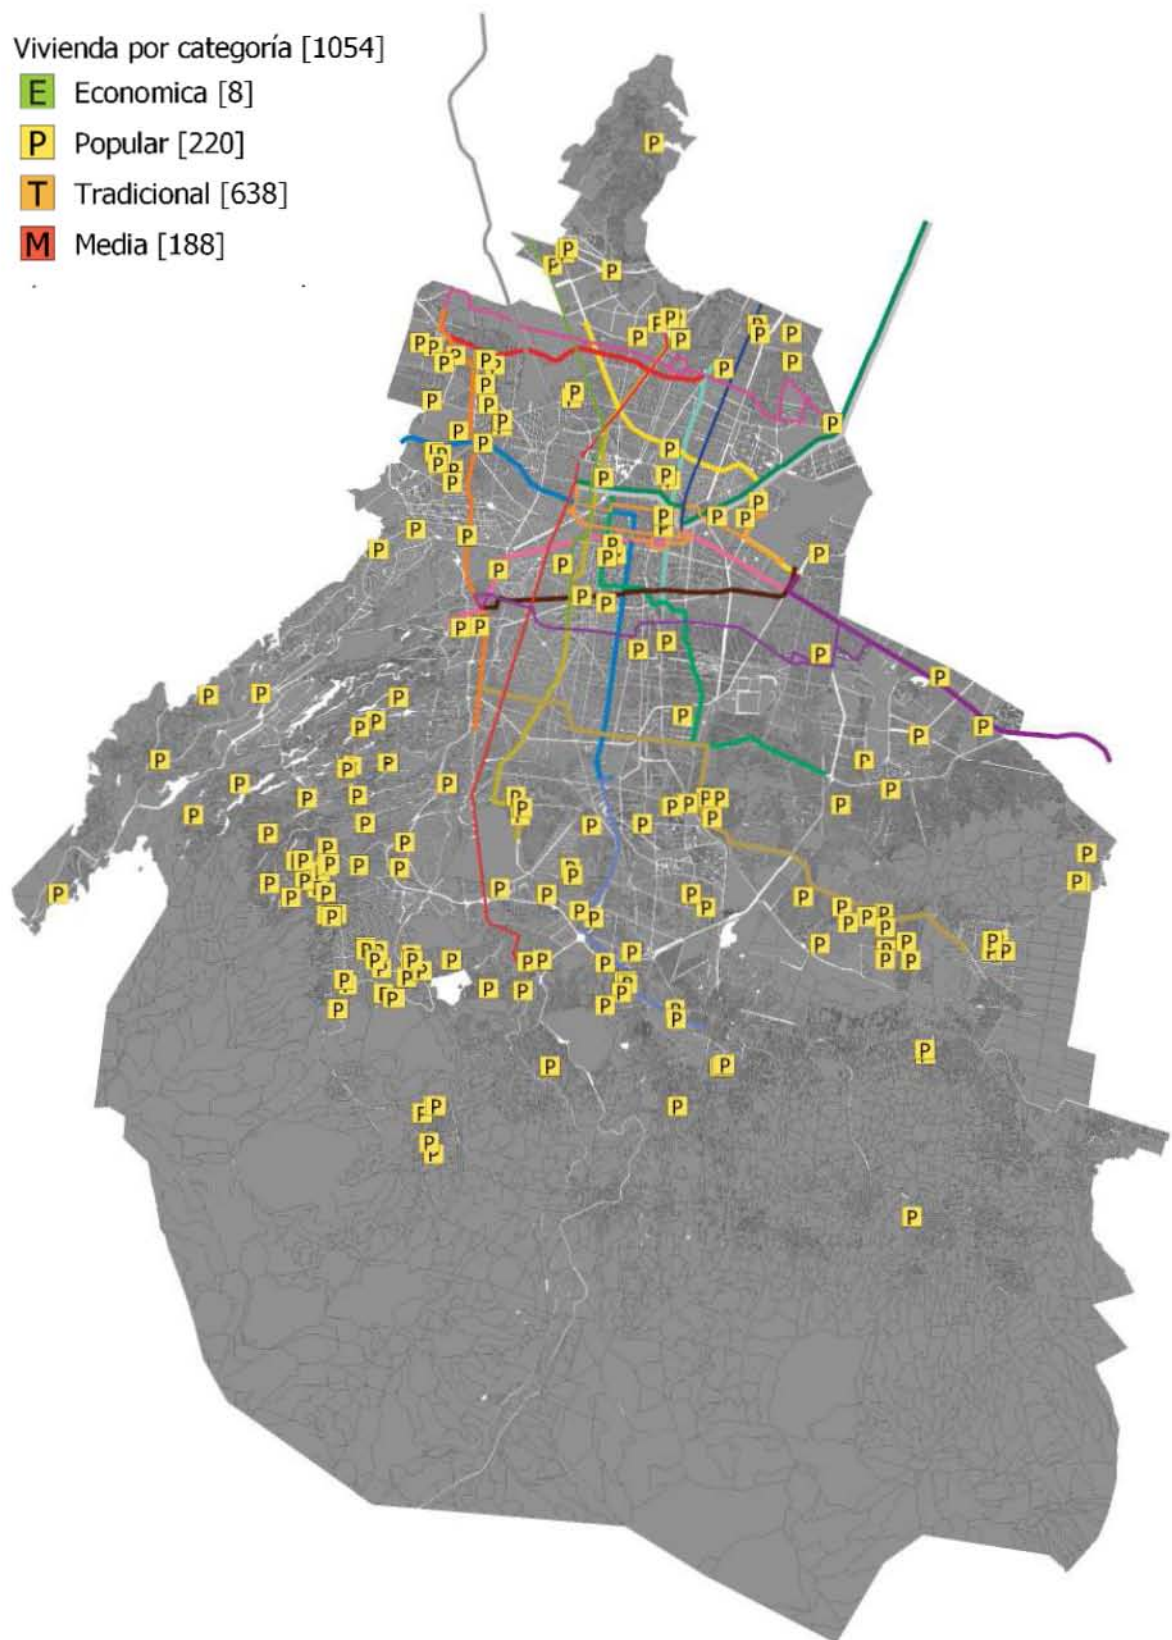 Vivienda por categoría [1054]
E Economica [8]
P Popular [220]
T Tradicional [638]
M Media [188]